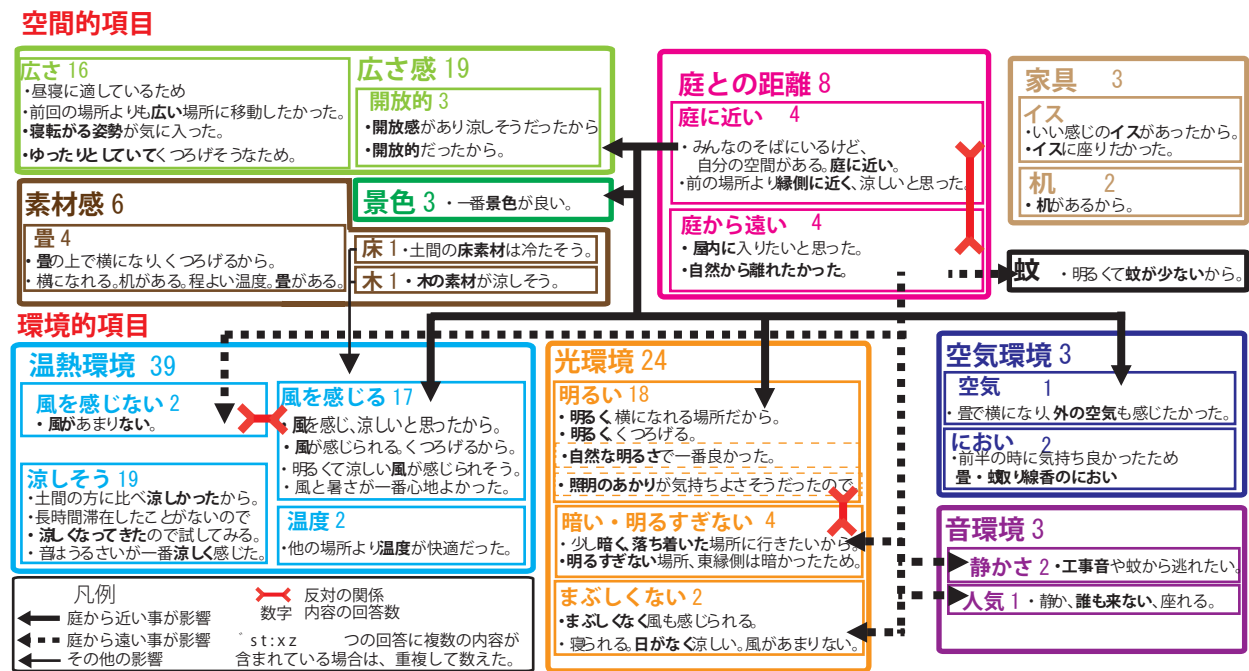 空間的項目
広さ 16
・昼寝に適しているため
・前回の場所よりも広い場所に移動したかった。
・寝転がる姿勢が気に入った。
・ゆったりとしていてくつろげそうなため。
広さ感 19
開放的 3
・開放感があり涼しそうだったから
・開放的だったから。
景色 3 ・一番景色が良い。
素材感 6
畳 4
・畳の上で横になり、くつろげるから。
・横になれる。机がある。程よい温度。畳がある。
床 1 ・土間の床素材は冷たそう。
木 1 ・木の素材が涼しそう。
庭との距離 8
庭に近い 4
・みんなのそばにいるけど、
自分の空間がある。庭に近い。
・前の場所より縁側に近く、涼しいと思った。
庭から遠い 4
・屋内に入りたいと思った。
・自然から離れたかった。
家具 3
イス
・いい感じのイスがあったから。
・イスに座りたかった。
机 2
・机があるから。
蚊 ・明るくて蚊が少ないから。
環境的項目
温熱環境 39
風を感じない 2
・風があまりない。
涼しそう 19
・土間の方に比べ涼しかったから。
・長時間滞在したことがないので
・涼しくなってきたので試してみる。
・音はうるさいが一番涼しく感じた。
風を感じる 17
・風を感じ、涼しいと思ったから。
・風が感じられる。くつろげるから。
・明るくて涼しい風が感じられそう。
・風と暑さが一番心地よかった。
温度 2
・他の場所より温度が快適だった。
光環境 24
明るい 18
・明るく、横になれる場所だから。
・明るく、くつろげる。
・自然な明るさで一番良かった。
・照明のあかりが気持ちよさそうだったので
暗い・明るすぎない 4
・少し暗く、落ち着いた場所に行きたいから。
・明るすぎない場所、東縁側は暗かったため。
まぶしくない 2
・まぶしくなく風も感じられる。
・寝られる。日がなく涼しい。風があまりない。
空気環境 3
空気 1
・畳で横になり、外の空気も感じたかった。
におい 2
・前半の時に気持ち良かったため
畳・蚊取り線香のにおい
音環境 3
静かさ 2 ・工事音や蚊から逃れたい。
人気 1 ・静か、誰も来ない、座れる。
凡例
庭から近い事が影響
庭から遠い事が影響
その他の影響
反対の関係
数字 内容の回答数
゛st:xz つの回答に複数の内容が
含まれている場合は、重複して数えた。